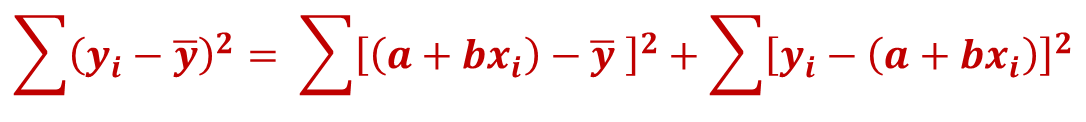 ∑(yᵢ − ȳ)² = ∑[(a + bxᵢ) − ȳ ]² + ∑[yᵢ − (a + bxᵢ)]²